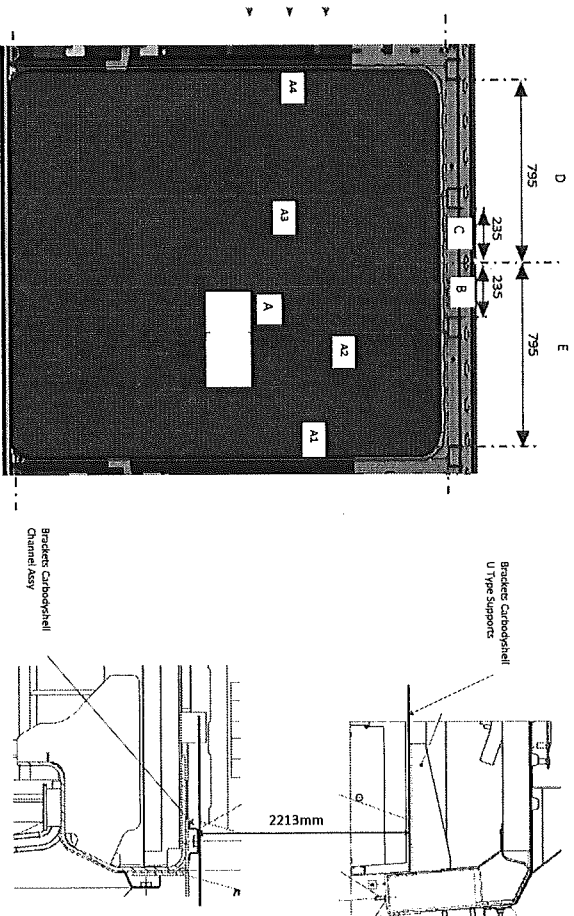 D
E
795
795
C
B
235
235
A4
A3
A
A2
A1
Brackets Carbodyshell
U Type Supports
2213mm
Brackets Carbodyshell
Channel Assy